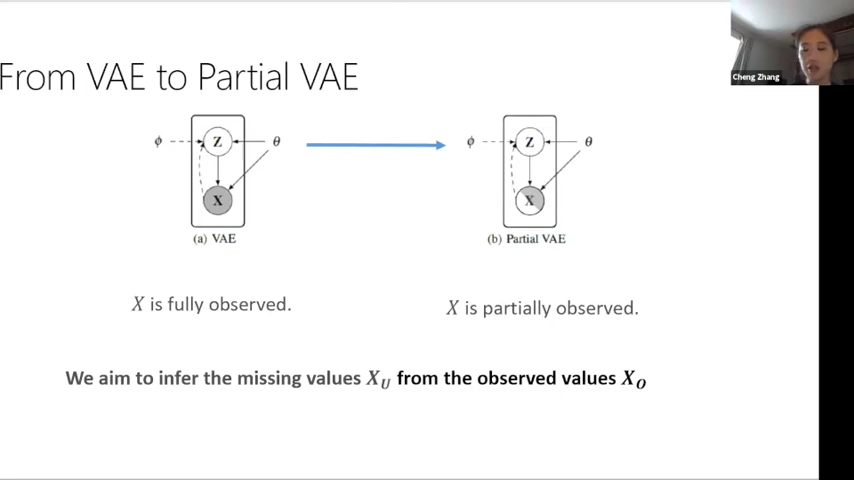 Cheng Zhang
From VAE to Partial VAE
ϕ Z θ ϕ Z θ
X X
(a) VAE (b) Partial VAE
X is fully observed. X is partially observed.
We aim to infer the missing values X_U from the observed values X_O